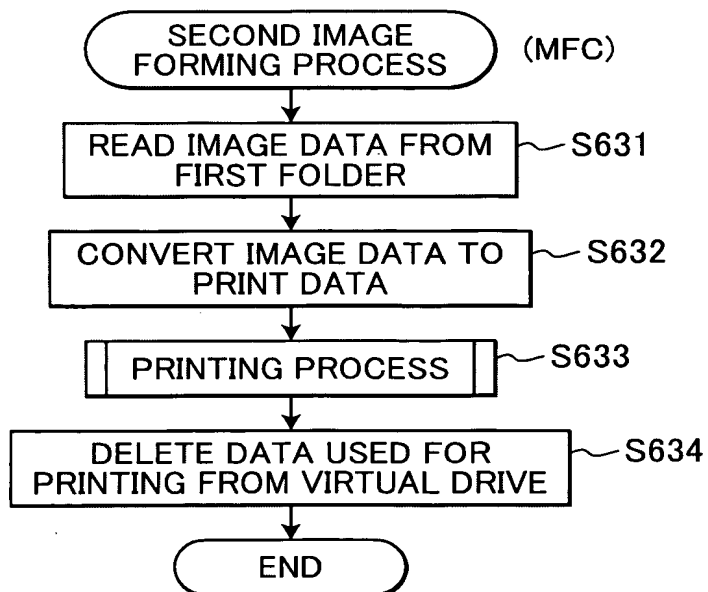 SECOND IMAGE
FORMING PROCESS
(MFC)
READ IMAGE DATA FROM
FIRST FOLDER
S631
CONVERT IMAGE DATA TO
PRINT DATA
S632
PRINTING PROCESS
S633
DELETE DATA USED FOR
PRINTING FROM VIRTUAL DRIVE
S634
END